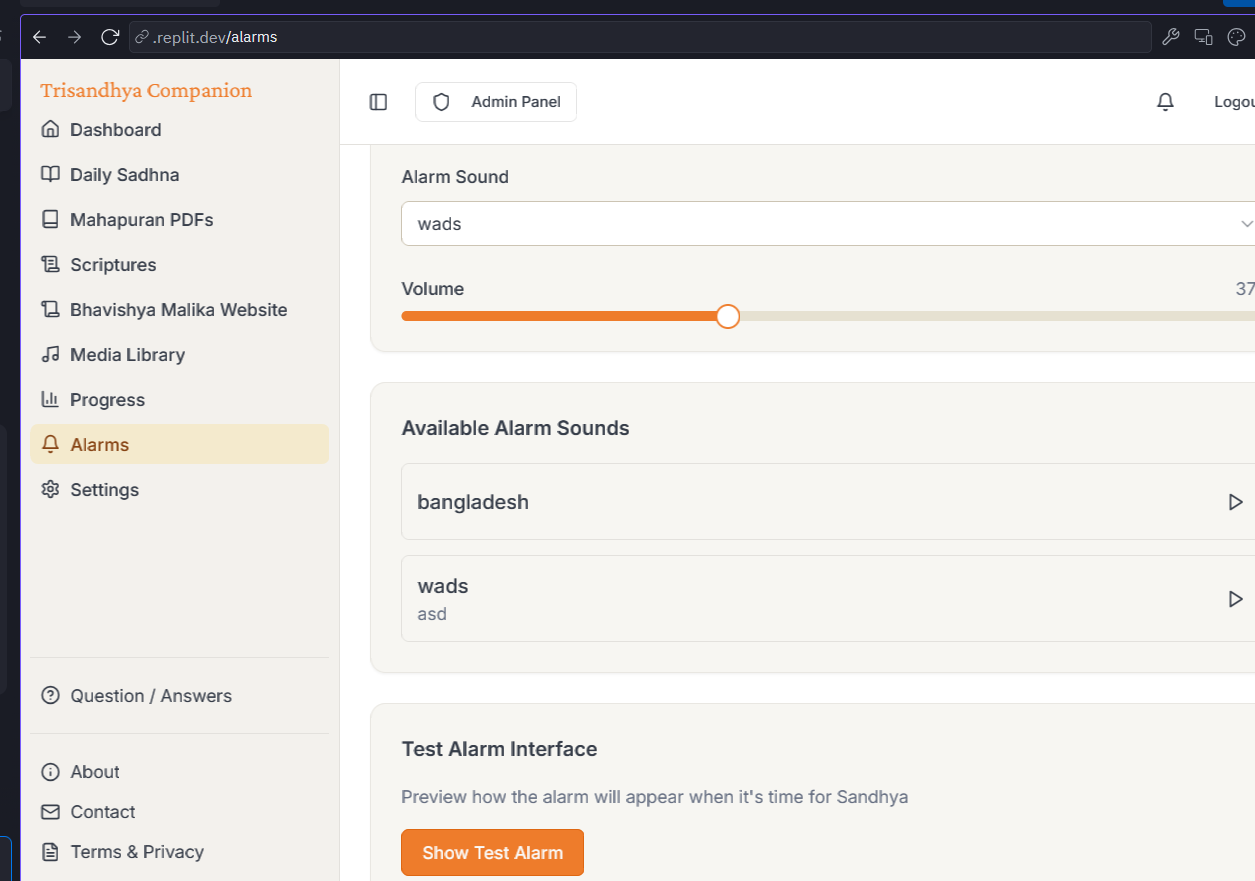 .replit.dev/alarms
Trisandhya Companion
Dashboard
Daily Sadhna
Mahapuran PDFs
Scriptures
Bhavishya Malika Website
Media Library
Progress
Alarms
Settings
Question / Answers
About
Contact
Terms & Privacy
Admin Panel
Logou
Alarm Sound
wads
Volume
37
Available Alarm Sounds
bangladesh
wads
asd
Test Alarm Interface
Preview how the alarm will appear when it's time for Sandhya
Show Test Alarm